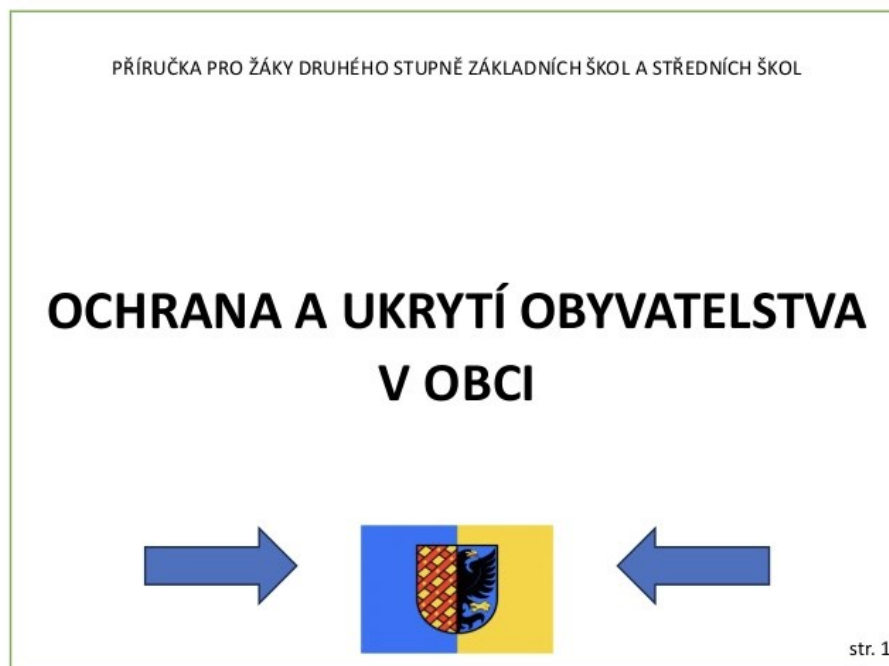 PŘÍRUČKA PRO ŽÁKY DRUHÉHO STUPNĚ ZÁKLADNÍCH ŠKOL A STŘEDNÍCH ŠKOL
OCHRANA A UKRYTÍ OBYVATELSTVA
V OBCI
str. 1